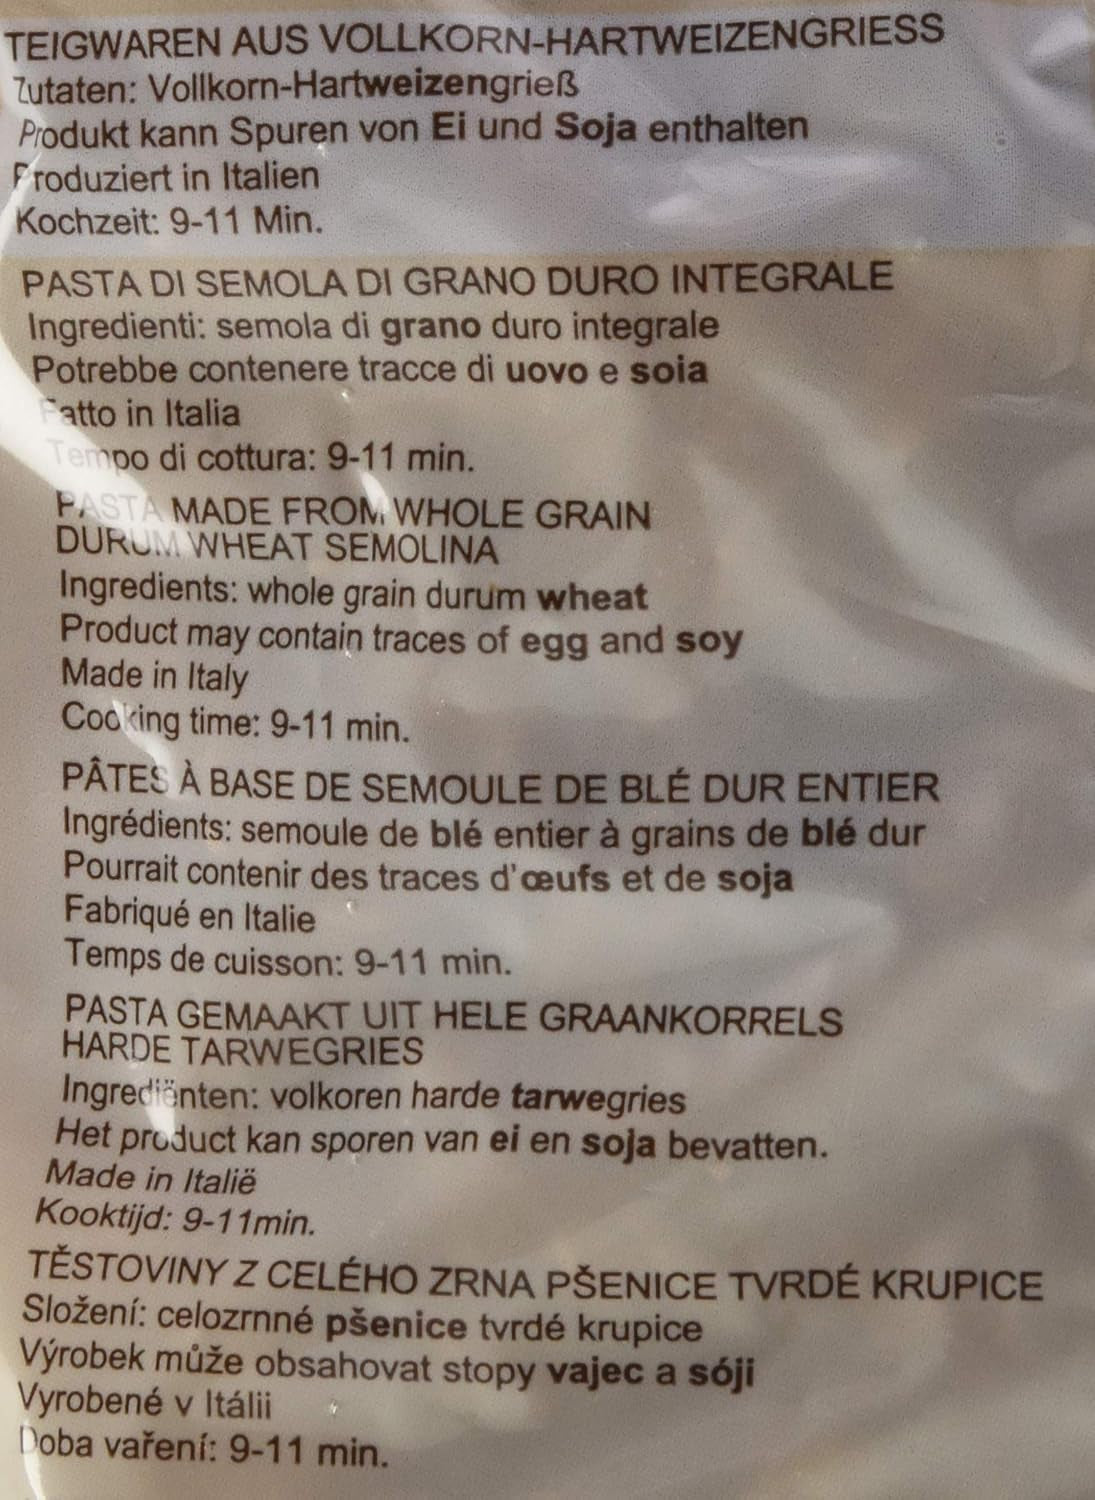 TEIGWAREN AUS VOLLKORN-HARTWEIZENGRIESS
Zutaten: Vollkorn-Hartweizengrieß
Produkt kann Spuren von Ei und Soja enthalten
Produziert in Italien
Kochzeit: 9-11 Min.
PASTA DI SEMOLA DI GRANO DURO INTEGRALE
Ingredienti: semola di grano duro integrale
Potrebbe contenere tracce di uovo e soia
Fatto in Italia
Tempo di cottura: 9-11 min.
PASTA MADE FROM WHOLE GRAIN
DURUM WHEAT SEMOLINA
Ingredients: whole grain durum wheat
Product may contain traces of egg and soy
Made in Italy
Cooking time: 9-11 min.
PÂTES À BASE DE SEMOULE DE BLÉ DUR ENTIER
Ingrédients: semoule de blé entier à grains de blé dur
Pourrait contenir des traces d'œufs et de soja
Fabriqué en Italie
Temps de cuisson: 9-11 min.
PASTA GEMAAKT UIT HELE GRAANKORRELS
HARDE TARWEGRIES
Ingrediënten: volkoren harde tarwegries
Het product kan sporen van ei en soja bevatten.
Made in Italië
Kooktijd: 9-11min.
TĚSTOVINY Z CELÉHO ZRNA PŠENICE TVRDÉ KRUPICE
Složení: celozrnné pšenice tvrdé krupice
Výrobek může obsahovat stopy vajec a sóji
Vyrobené v Itálii
Doba vaření: 9-11 min.